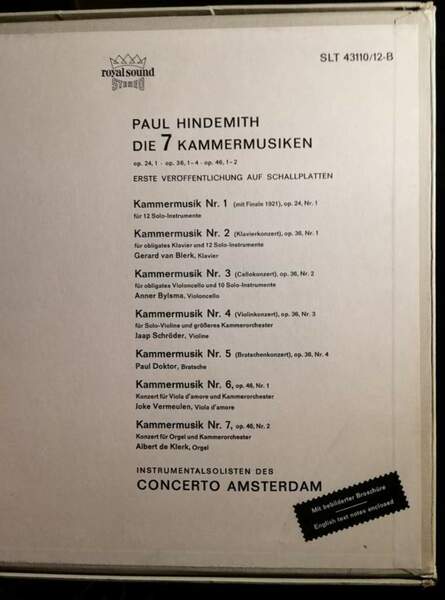 royal sound
STEREO
SLT 43110/12-B
PAUL HINDEMITH
DIE 7 KAMMERMUSIKEN
op. 24, 1 - op. 36, 1-4 - op. 46, 1-2
ERSTE VERÖFFENTLICHUNG AUF SCHALLPLATTEN
Kammermusik Nr. 1 (mit Finale 1921), op. 24, Nr. 1
für 12 Solo-Instrumente
Kammermusik Nr. 2 (Klavierkonzert), op. 36, Nr. 1
für obligates Klavier und 12 Solo-Instrumente
Gerard van Blerk, Klavier
Kammermusik Nr. 3 (Cellokonzert), op. 36, Nr. 2
für obligates Violoncello und 10 Solo-Instrumente
Anner Bylsma, Violoncello
Kammermusik Nr. 4 (Violinkonzert), op. 36, Nr. 3
für Solo-Violine und größeres Kammerorchester
Jaap Schröder, Violine
Kammermusik Nr. 5 (Bratschenkonzert), op. 36, Nr. 4
Paul Doktor, Bratsche
Kammermusik Nr. 6, op. 46, Nr. 1
Konzert für Viola d'amore und Kammerorchester
Joke Vermeulen, Viola d'amore
Kammermusik Nr. 7, op. 46, Nr. 2
Konzert für Orgel und Kammerorchester
Albert de Klerk, Orgel
INSTRUMENTALSOLISTEN DES
CONCERTO AMSTERDAM
Mit bebilderter Broschüre
English text notes enclosed